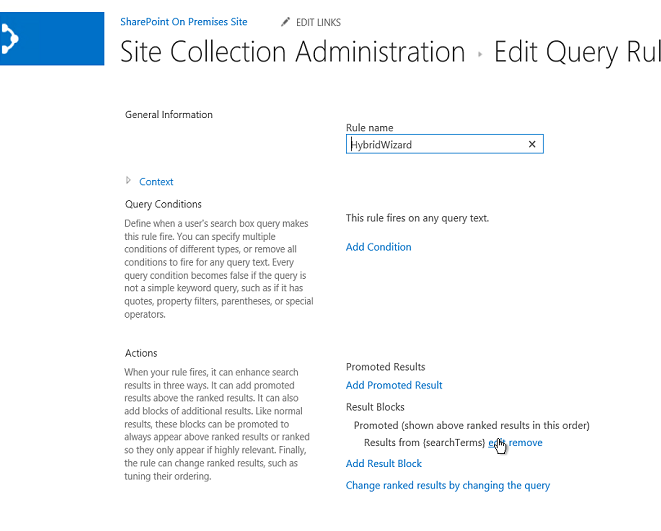 SharePoint On Premises Site
EDIT LINKS
Site Collection Administration › Edit Query Rul
General Information
Rule name
HybridWizard
Context
Query Conditions
Define when a user's search box query makes
this rule fire. You can specify multiple
conditions of different types, or remove all
conditions to fire for any query text. Every
query condition becomes false if the query is
not a simple keyword query, such as if it has
quotes, property filters, parentheses, or special
operators.
This rule fires on any query text.
Add Condition
Actions
When your rule fires, it can enhance search
results in three ways. It can add promoted
results above the ranked results. It can also
add blocks of additional results. Like normal
results, these blocks can be promoted to
always appear above ranked results or ranked
so they only appear if highly relevant. Finally,
the rule can change ranked results, such as
tuning their ordering.
Promoted Results
Add Promoted Result
Result Blocks
Promoted (shown above ranked results in this order)
Results from {searchTerms} edit remove
Add Result Block
Change ranked results by changing the query